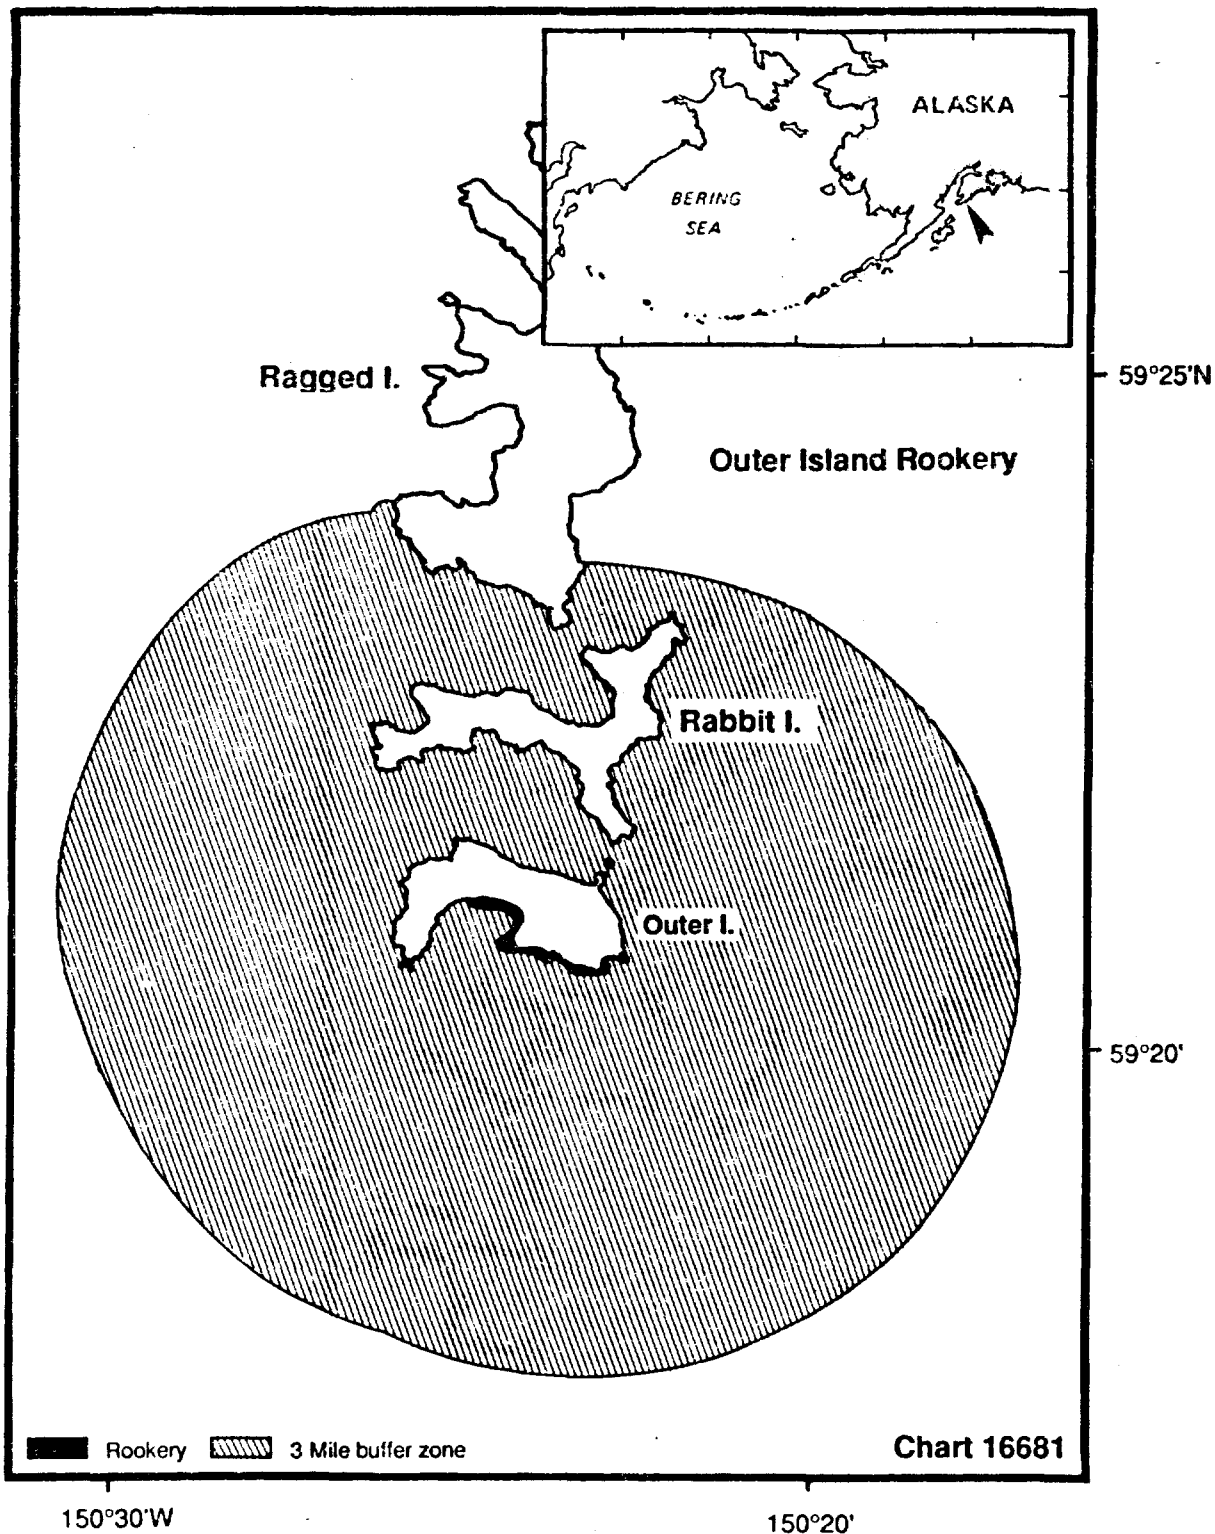 ALASKA
BERING
SEA
Ragged I.
59°25'N
Outer Island Rookery
Rabbit I.
Outer I.
59°20'
Rookery
3 Mile buffer zone
Chart 16681
150°30'W
150°20'